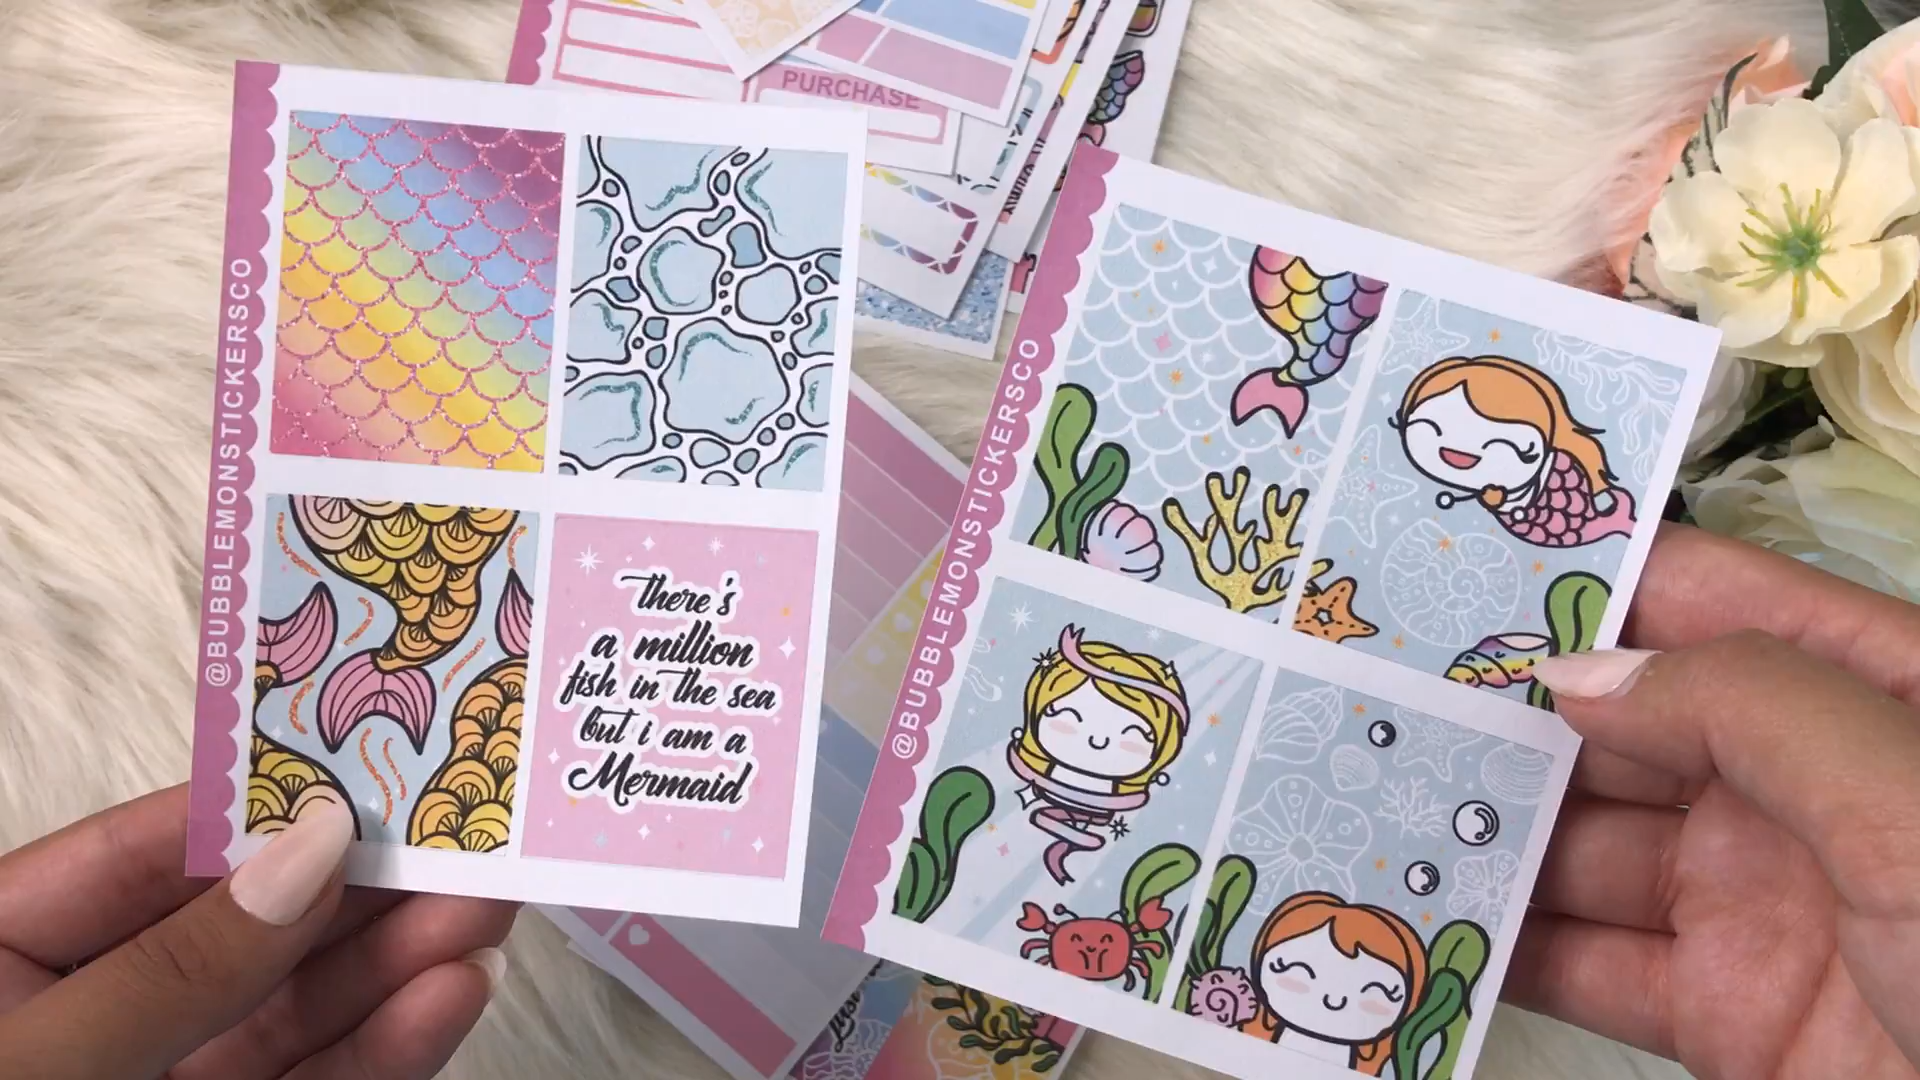 PURCHASE
@BUBBLEMONSTICKERSCO
there's
a million
fish in the sea
but i am a
Mermaid
@BUBBLEMONSTICKERSCO